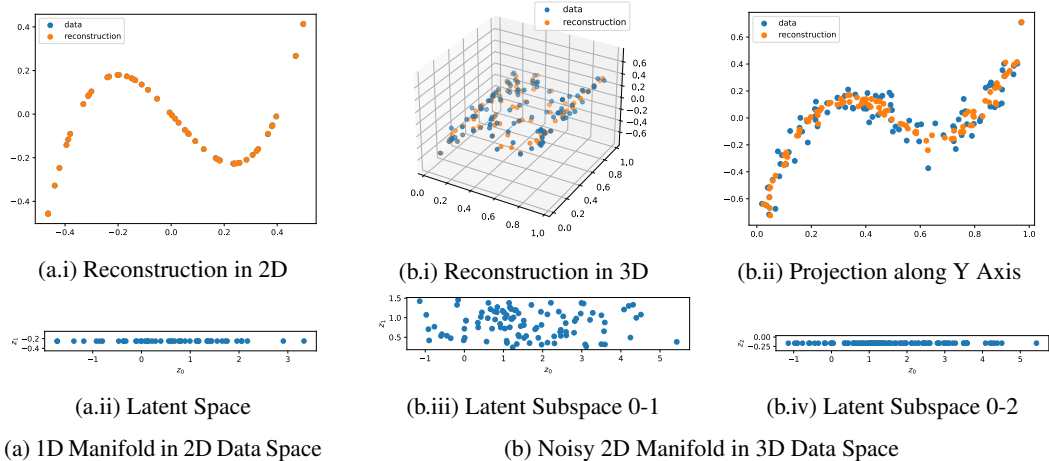 data
reconstruction
0.4
0.2
0.0
−0.2
−0.4
−0.4 −0.2 0.0 0.2 0.4
(a.i) Reconstruction in 2D
data
reconstruction
0.6
0.4
0.2
0.0
−0.2
−0.4
−0.6
0.0 0.2 0.4 0.6 0.8 1.0
0.0 0.2 0.4 0.6 0.8 1.0
(b.i) Reconstruction in 3D
data
reconstruction
0.6
0.4
0.2
0.0
−0.2
−0.4
−0.6
0.0 0.2 0.4 0.6 0.8 1.0
(b.ii) Projection along Y Axis
z1
−0.2
−0.4
−1 0 1 2 3
z0
(a.ii) Latent Space
z1
1.5
1.0
0.5
−1 0 1 2 3 4 5
z0
(b.iii) Latent Subspace 0-1
z2
0.00
−0.25
−1 0 1 2 3 4 5
z0
(b.iv) Latent Subspace 0-2
(a) 1D Manifold in 2D Data Space
(b) Noisy 2D Manifold in 3D Data Space